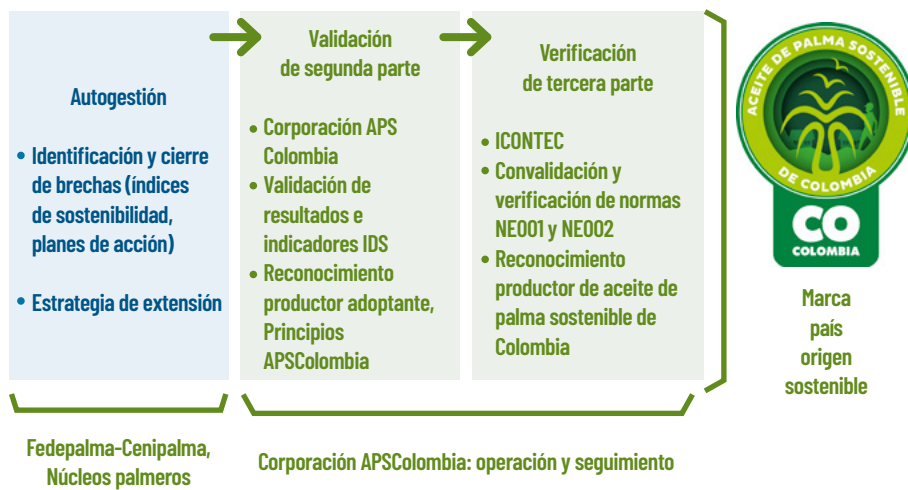 Autogestión
• Identificación y cierre
de brechas (índices
de sostenibilidad,
planes de acción)
• Estrategia de extensión
Validación
de segunda parte
• Corporación APS
Colombia
• Validación de
resultados e
indicadores IDS
• Reconocimiento
productor adoptante,
Principios
APSColombia
Verificación
de tercera parte
• ICONTEC
• Convalidación y
verificación de normas
NE001 y NE002
• Reconocimiento
productor de aceite de
palma sostenible de
Colombia
ACEITE DE PALMA SOSTENIBLE
DE COLOMBIA
CO
COLOMBIA
Marca
país
origen
sostenible
Fedepalma-Cenipalma,
Núcleos palmeros
Corporación APSColombia: operación y seguimiento